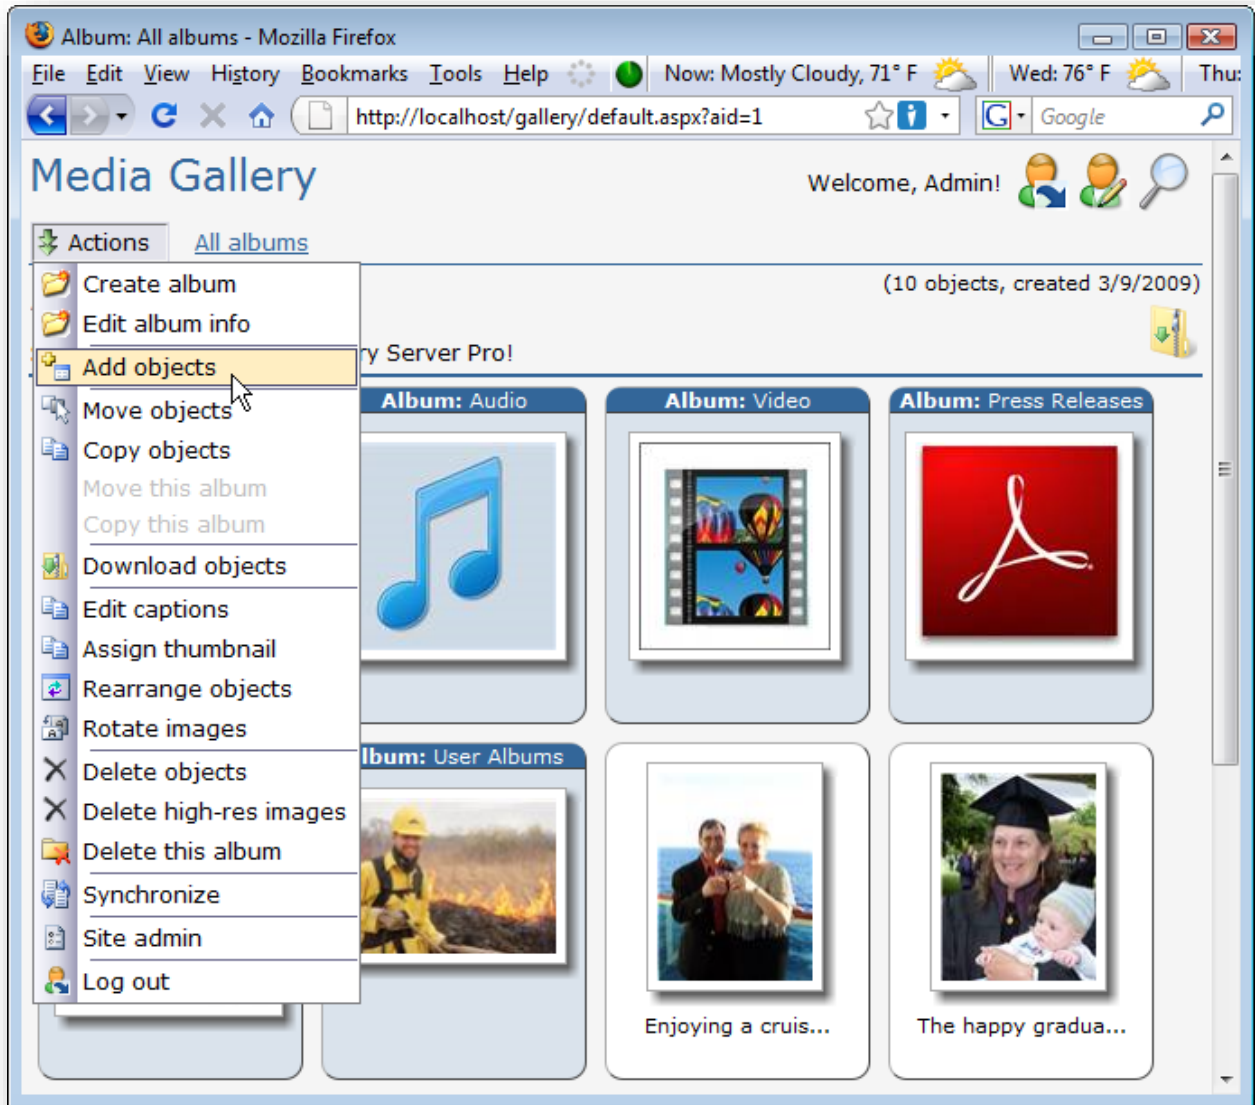 Album: All albums - Mozilla Firefox
File Edit View History Bookmarks Tools Help Now: Mostly Cloudy, 71° F Wed: 76° F Thu:
http://localhost/gallery/default.aspx?aid=1 G Google
Media Gallery
Welcome, Admin!
Actions All albums
Create album
(10 objects, created 3/9/2009)
Edit album info
ry Server Pro!
Add objects
Move objects
Copy objects
Move this album
Copy this album
Download objects
Edit captions
Assign thumbnail
Rearrange objects
Rotate images
Delete objects
Delete high-res images
Delete this album
Synchronize
Site admin
Log out
Album: Audio
Album: Video
Album: Press Releases
lbum: User Albums
Enjoying a cruis...
The happy gradua...